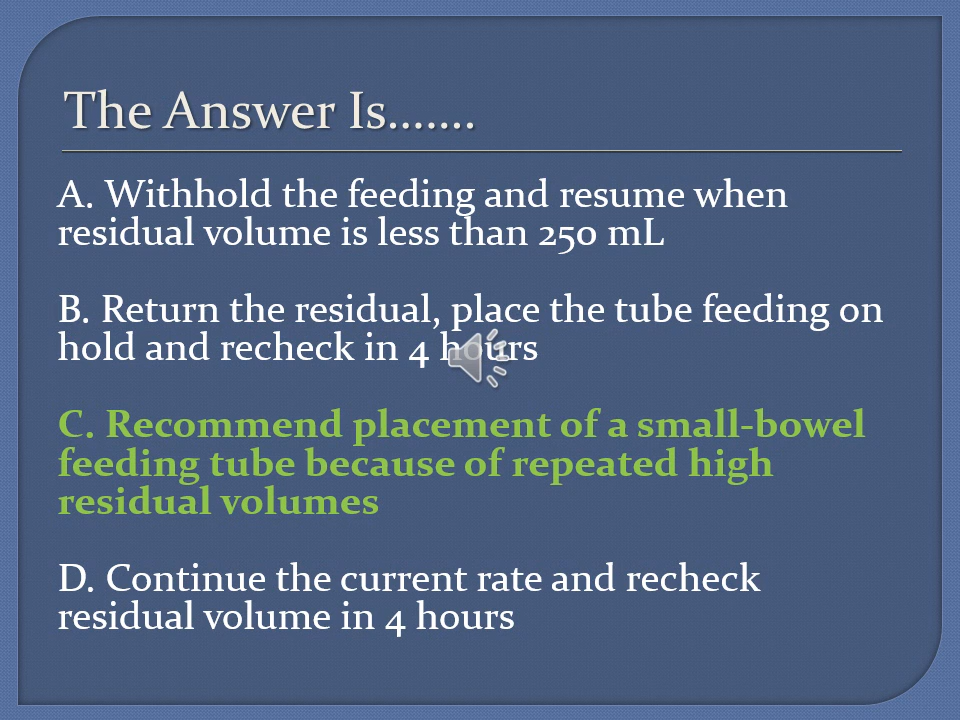 The Answer Is…….
A. Withhold the feeding and resume when
residual volume is less than 250 mL
B. Return the residual, place the tube feeding on
hold and recheck in 4 hours
C. Recommend placement of a small-bowel
feeding tube because of repeated high
residual volumes
D. Continue the current rate and recheck
residual volume in 4 hours